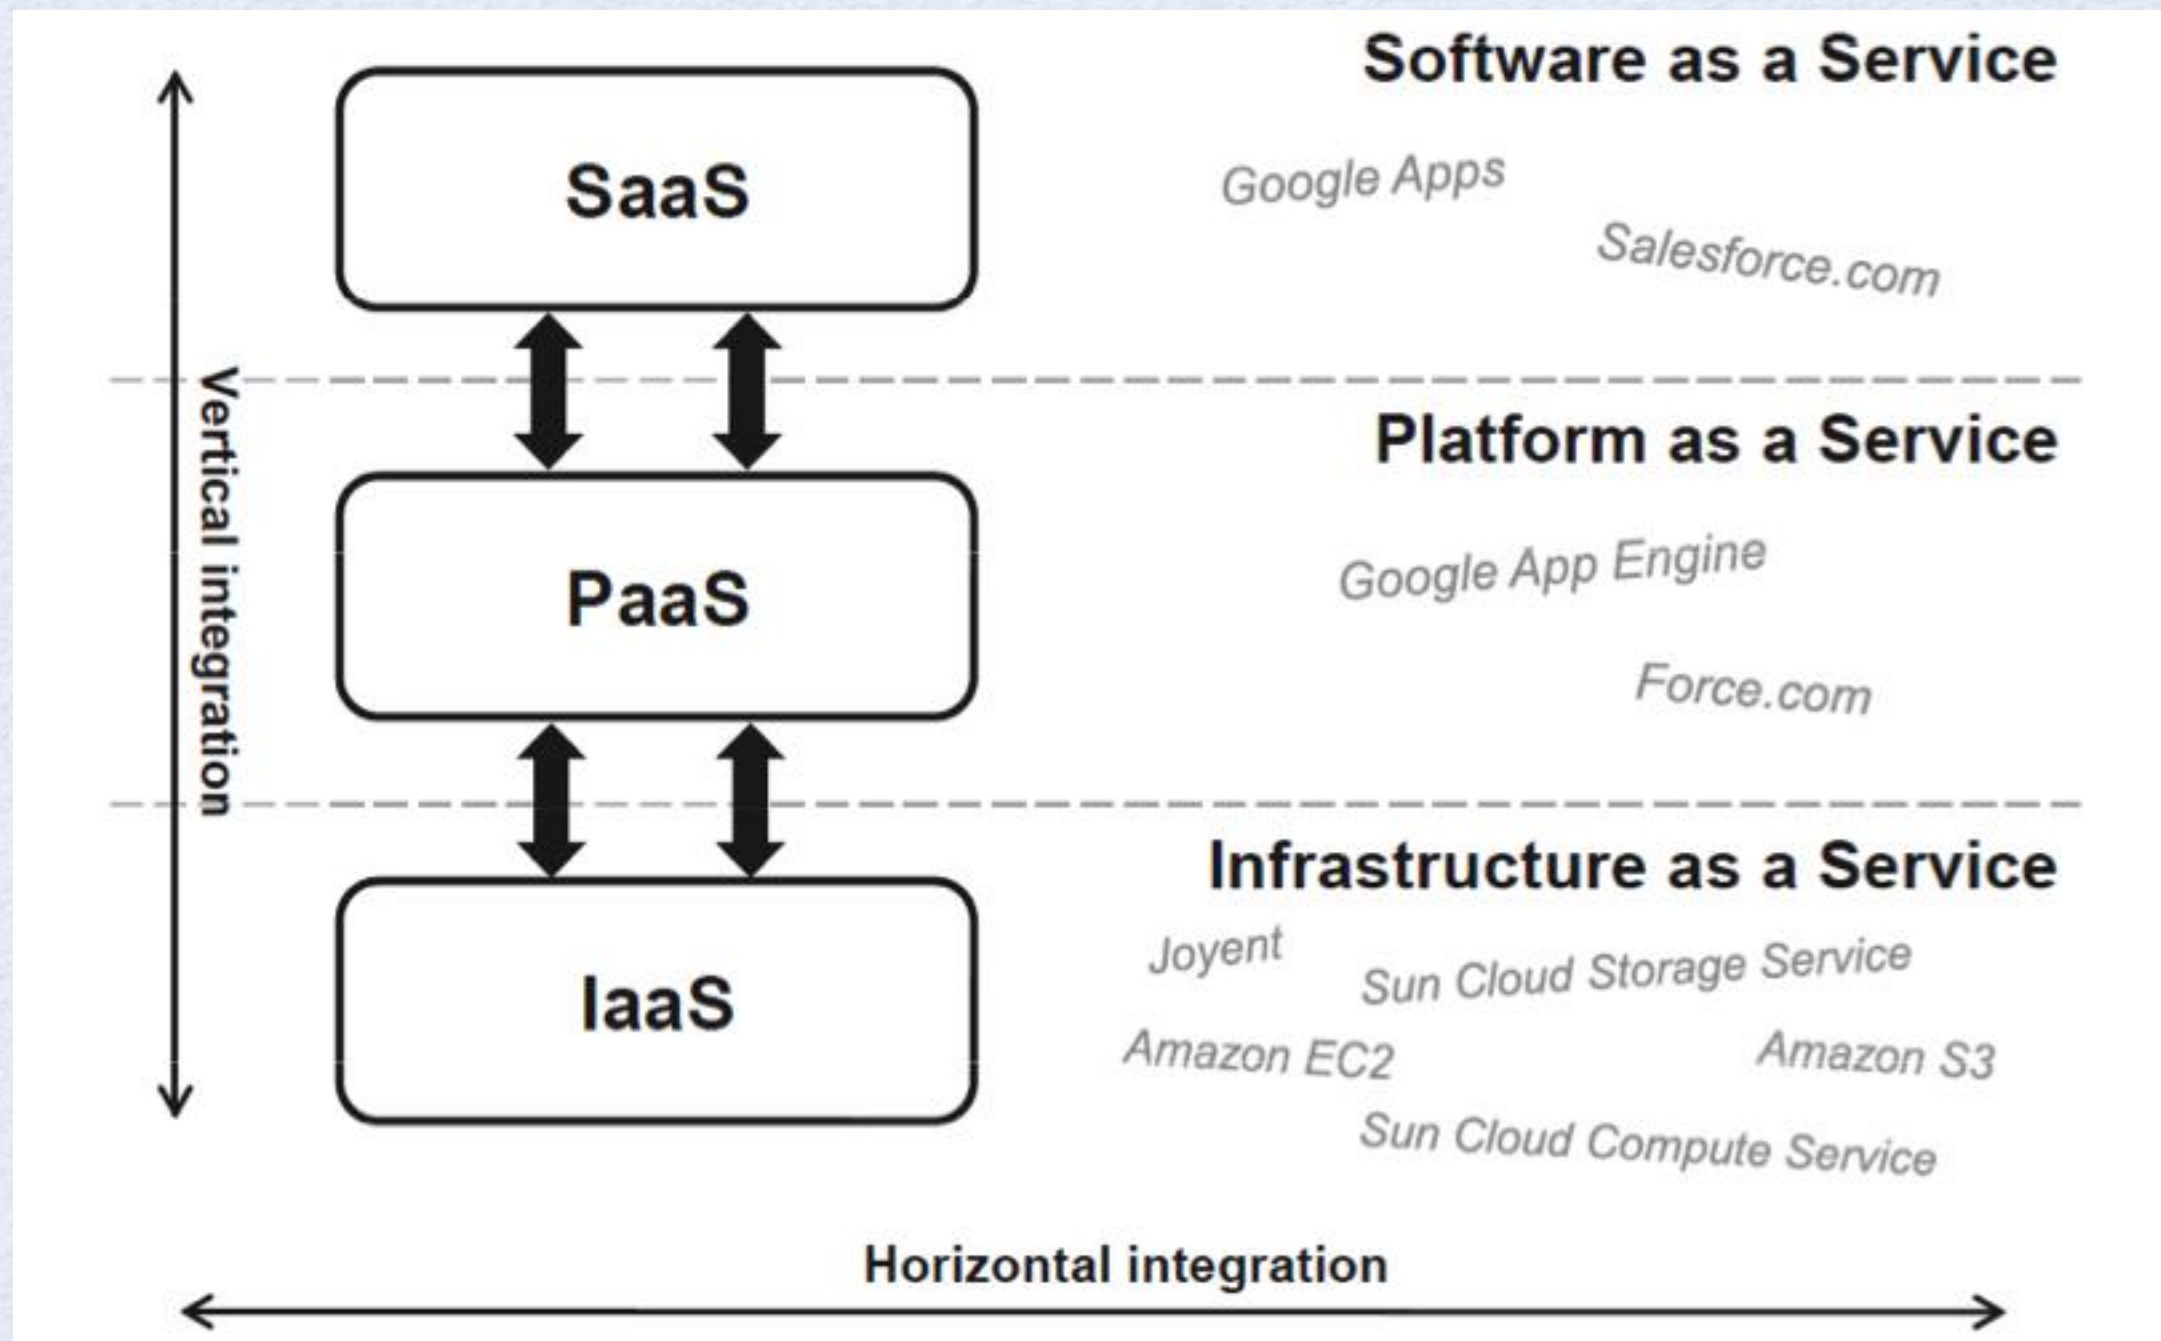 Software as a Service
SaaS
Google Apps
Salesforce.com
Vertical integration
Platform as a Service
PaaS
Google App Engine
Force.com
Infrastructure as a Service
IaaS
Joyent
Sun Cloud Storage Service
Amazon EC2
Amazon S3
Sun Cloud Compute Service
Horizontal integration